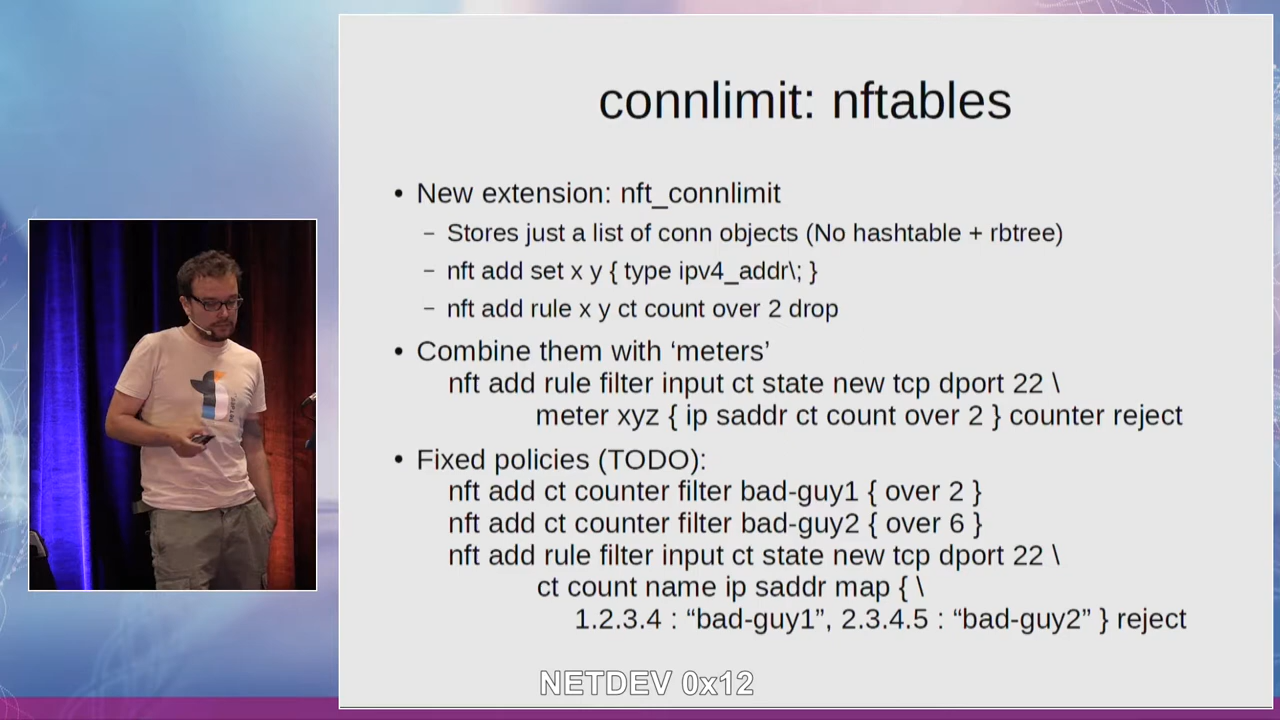 connlimit: nftables
• New extension: nft_connlimit
– Stores just a list of conn objects (No hashtable + rbtree)
– nft add set x y { type ipv4_addr\; }
– nft add rule x y ct count over 2 drop
• Combine them with ‘meters’
nft add rule filter input ct state new tcp dport 22 \
meter xyz { ip saddr ct count over 2 } counter reject
• Fixed policies (TODO):
nft add ct counter filter bad-guy1 { over 2 }
nft add ct counter filter bad-guy2 { over 6 }
nft add rule filter input ct state new tcp dport 22 \
ct count name ip saddr map { \
1.2.3.4 : “bad-guy1”, 2.3.4.5 : “bad-guy2” } reject
NETDEV 0x12